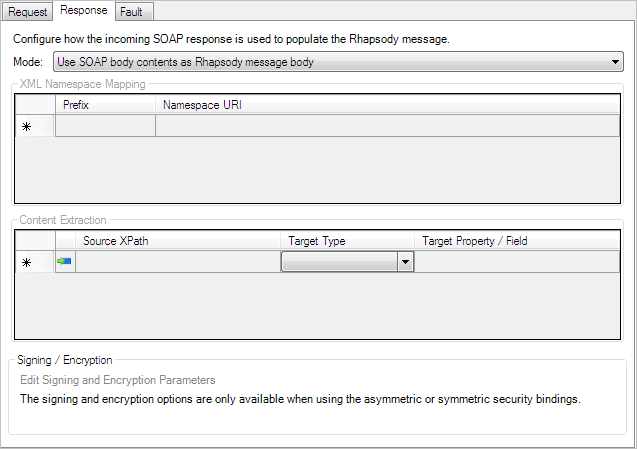 Request Response Fault
Configure how the incoming SOAP response is used to populate the Rhapsody message.
Mode: Use SOAP body contents as Rhapsody message body
XML Namespace Mapping
Prefix Namespace URI
Content Extraction
Source XPath Target Type Target Property / Field
Signing / Encryption
Edit Signing and Encryption Parameters
The signing and encryption options are only available when using the asymmetric or symmetric security bindings.